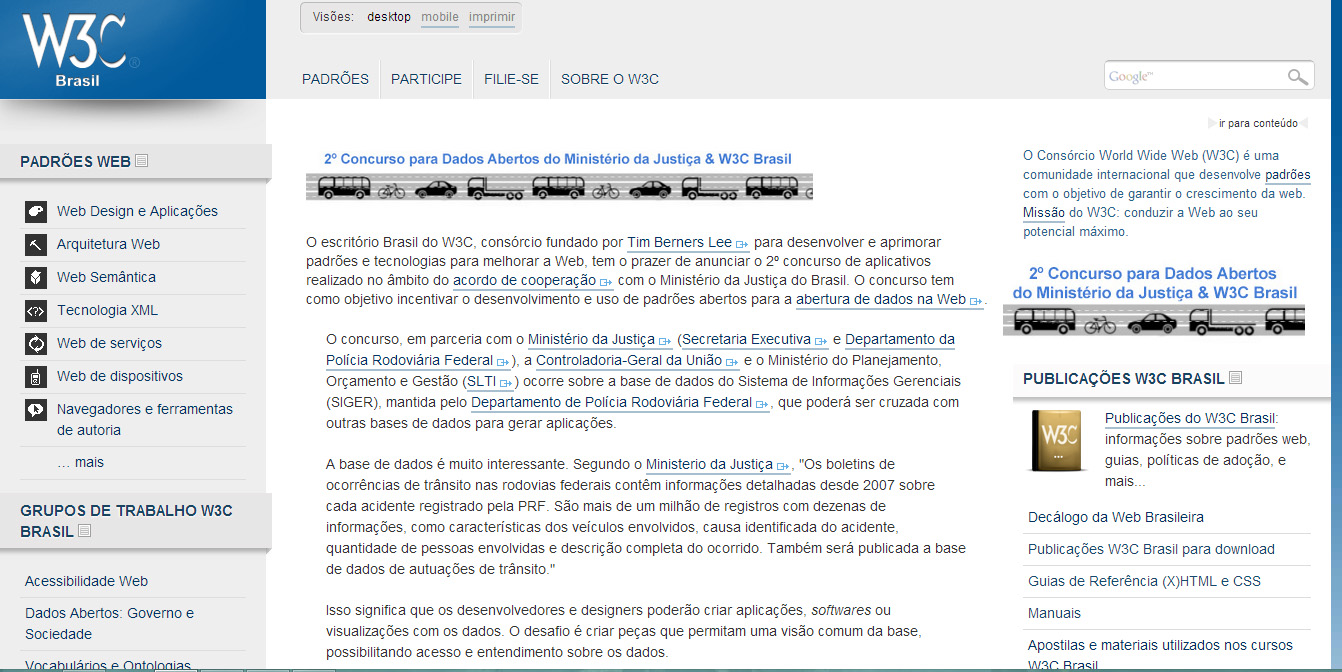 W3C
®
Brasil
Visões: desktop mobile imprimir
PADRÕES PARTICIPE FILIE-SE SOBRE O W3C
Google™
ir para conteúdo
PADRÕES WEB
Web Design e Aplicações
Arquitetura Web
Web Semântica
Tecnologia XML
Web de serviços
Web de dispositivos
Navegadores e ferramentas
de autoria
... mais
GRUPOS DE TRABALHO W3C
BRASIL
Acessibilidade Web
Dados Abertos: Governo e
Sociedade
Vocabulários e Ontologias
2º Concurso para Dados Abertos do Ministério da Justiça & W3C Brasil
O escritório Brasil do W3C, consórcio fundado por Tim Berners Lee para desenvolver e aprimorar
padrões e tecnologias para melhorar a Web, tem o prazer de anunciar o 2º concurso de aplicativos
realizado no âmbito do acordo de cooperação com o Ministério da Justiça do Brasil. O concurso tem
como objetivo incentivar o desenvolvimento e uso de padrões abertos para a abertura de dados na Web .
O concurso, em parceria com o Ministério da Justiça (Secretaria Executiva e Departamento da
Polícia Rodoviária Federal ), a Controladoria-Geral da União e o Ministério do Planejamento,
Orçamento e Gestão (SLTI ) ocorre sobre a base de dados do Sistema de Informações Gerenciais
(SIGER), mantida pelo Departamento de Polícia Rodoviária Federal , que poderá ser cruzada com
outras bases de dados para gerar aplicações.
A base de dados é muito interessante. Segundo o Ministerio da Justiça , "Os boletins de
ocorrências de trânsito nas rodovias federais contêm informações detalhadas desde 2007 sobre
cada acidente registrado pela PRF. São mais de um milhão de registros com dezenas de
informações, como características dos veículos envolvidos, causa identificada do acidente,
quantidade de pessoas envolvidas e descrição completa do ocorrido. Também será publicada a base
de dados de autuações de trânsito."
Isso significa que os desenvolvedores e designers poderão criar aplicações, softwares ou
visualizações com os dados. O desafio é criar peças que permitam uma visão comum da base,
possibilitando acesso e entendimento sobre os dados.
O Consórcio World Wide Web (W3C) é uma
comunidade internacional que desenvolve padrões
com o objetivo de garantir o crescimento da web.
Missão do W3C: conduzir a Web ao seu
potencial máximo.
2º Concurso para Dados Abertos
do Ministério da Justiça & W3C Brasil
PUBLICAÇÕES W3C BRASIL
W3C
...
Publicações do W3C Brasil:
informações sobre padrões web,
guias, políticas de adoção, e
mais...
Decálogo da Web Brasileira
Publicações W3C Brasil para download
Guias de Referência (X)HTML e CSS
Manuais
Apostilas e materiais utilizados nos cursos
W3C Brasil